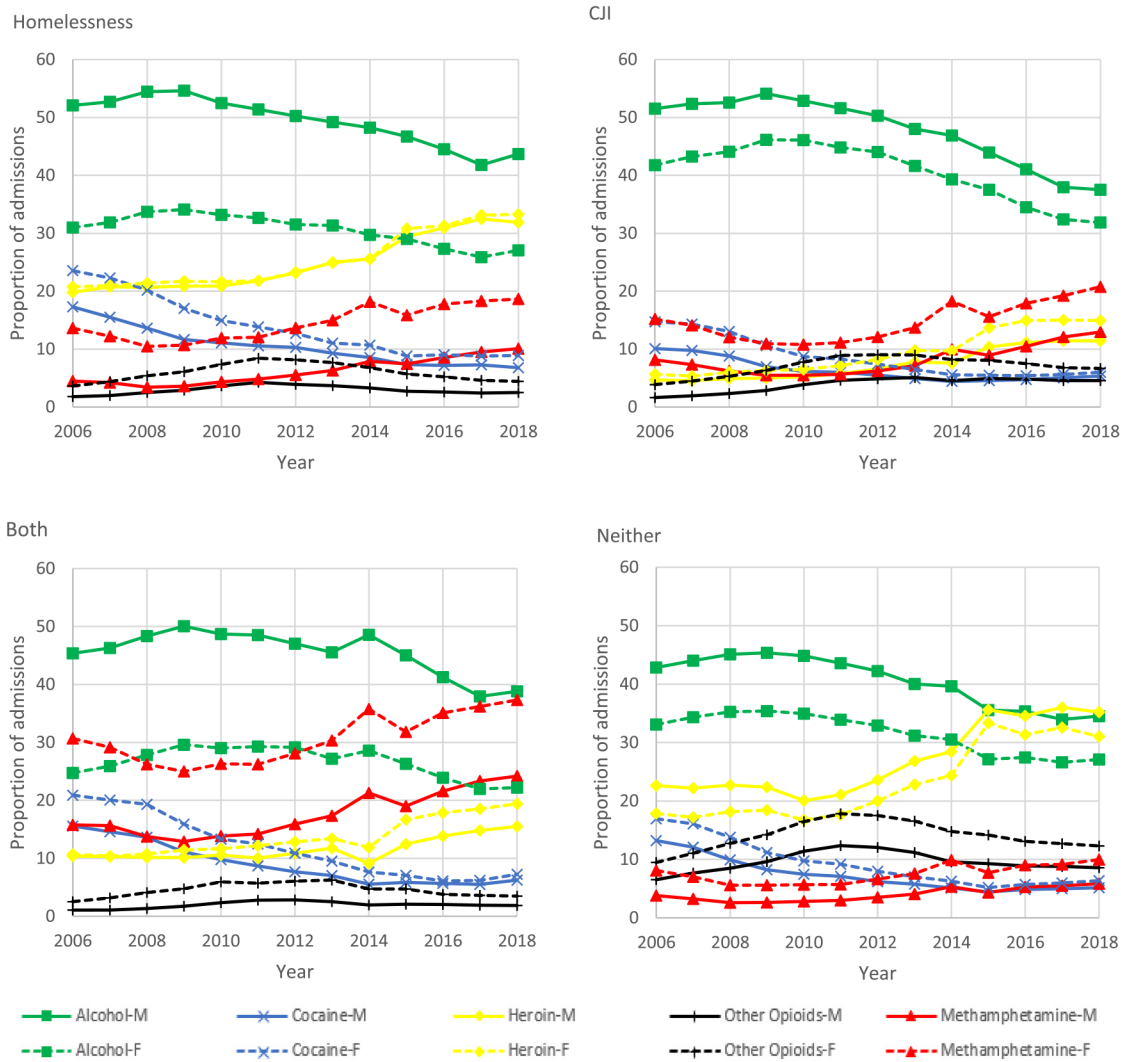 Homelessness
CJI
60
50
40
30
20
10
0
Proportion of admissions
2006 2008 2010 2012 2014 2016 2018
Year
60
50
40
30
20
10
0
Proportion of admissions
2006 2008 2010 2012 2014 2016 2018
Year
Both
Neither
60
50
40
30
20
10
0
Proportion of admissions
2006 2008 2010 2012 2014 2016 2018
Year
60
50
40
30
20
10
0
Proportion of admissions
2006 2008 2010 2012 2014 2016 2018
Year
Alcohol-M Cocaine-M Heroin-M Other Opioids-M Methamphetamine-M
Alcohol-F Cocaine-F Heroin-F Other Opioids-F Methamphetamine-F